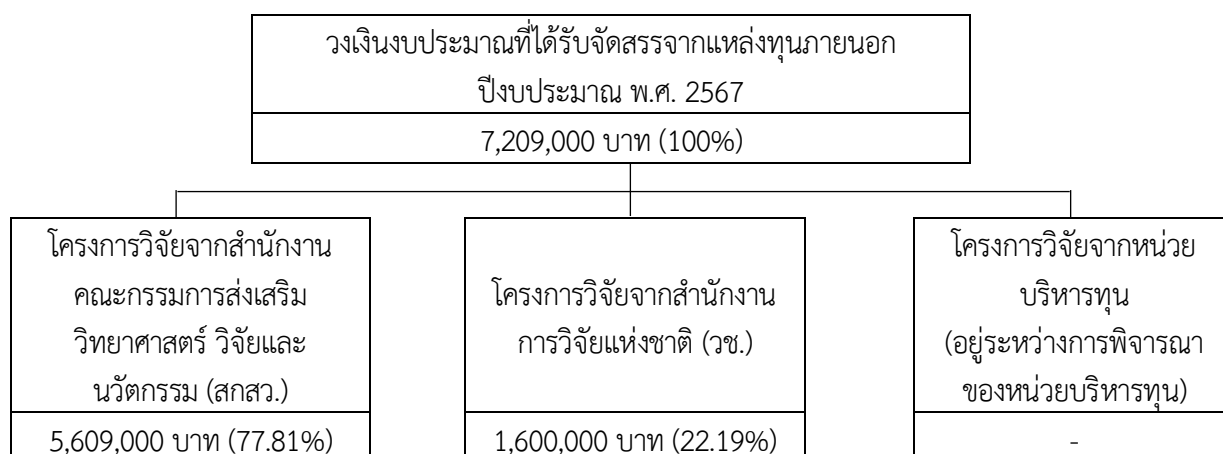 วงเงินงบประมาณที่ได้รับจัดสรรจากแหล่งทุนภายนอก
ปีงบประมาณ พ.ศ. 2567
7,209,000 บาท (100%)
โครงการวิจัยจากสำนักงาน
คณะกรรมการส่งเสริม
วิทยาศาสตร์ วิจัยและ
นวัตกรรม (สกสว.)
5,609,000 บาท (77.81%)
โครงการวิจัยจากสำนักงาน
การวิจัยแห่งชาติ (วช.)
1,600,000 บาท (22.19%)
โครงการวิจัยจากหน่วย
บริหารทุน
(อยู่ระหว่างการพิจารณา
ของหน่วยบริหารทุน)
-